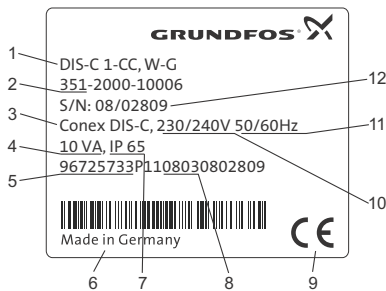 GRUNDFOS
1
DIS-C 1-CC, W-G
2
351-2000-10006
12
S/N: 08/02809
3
Conex DIS-C, 230/240V 50/60Hz
11
4
10 VA, IP 65
10
5
96725733P1108030802809
Made in Germany
CE
6
7
8
9